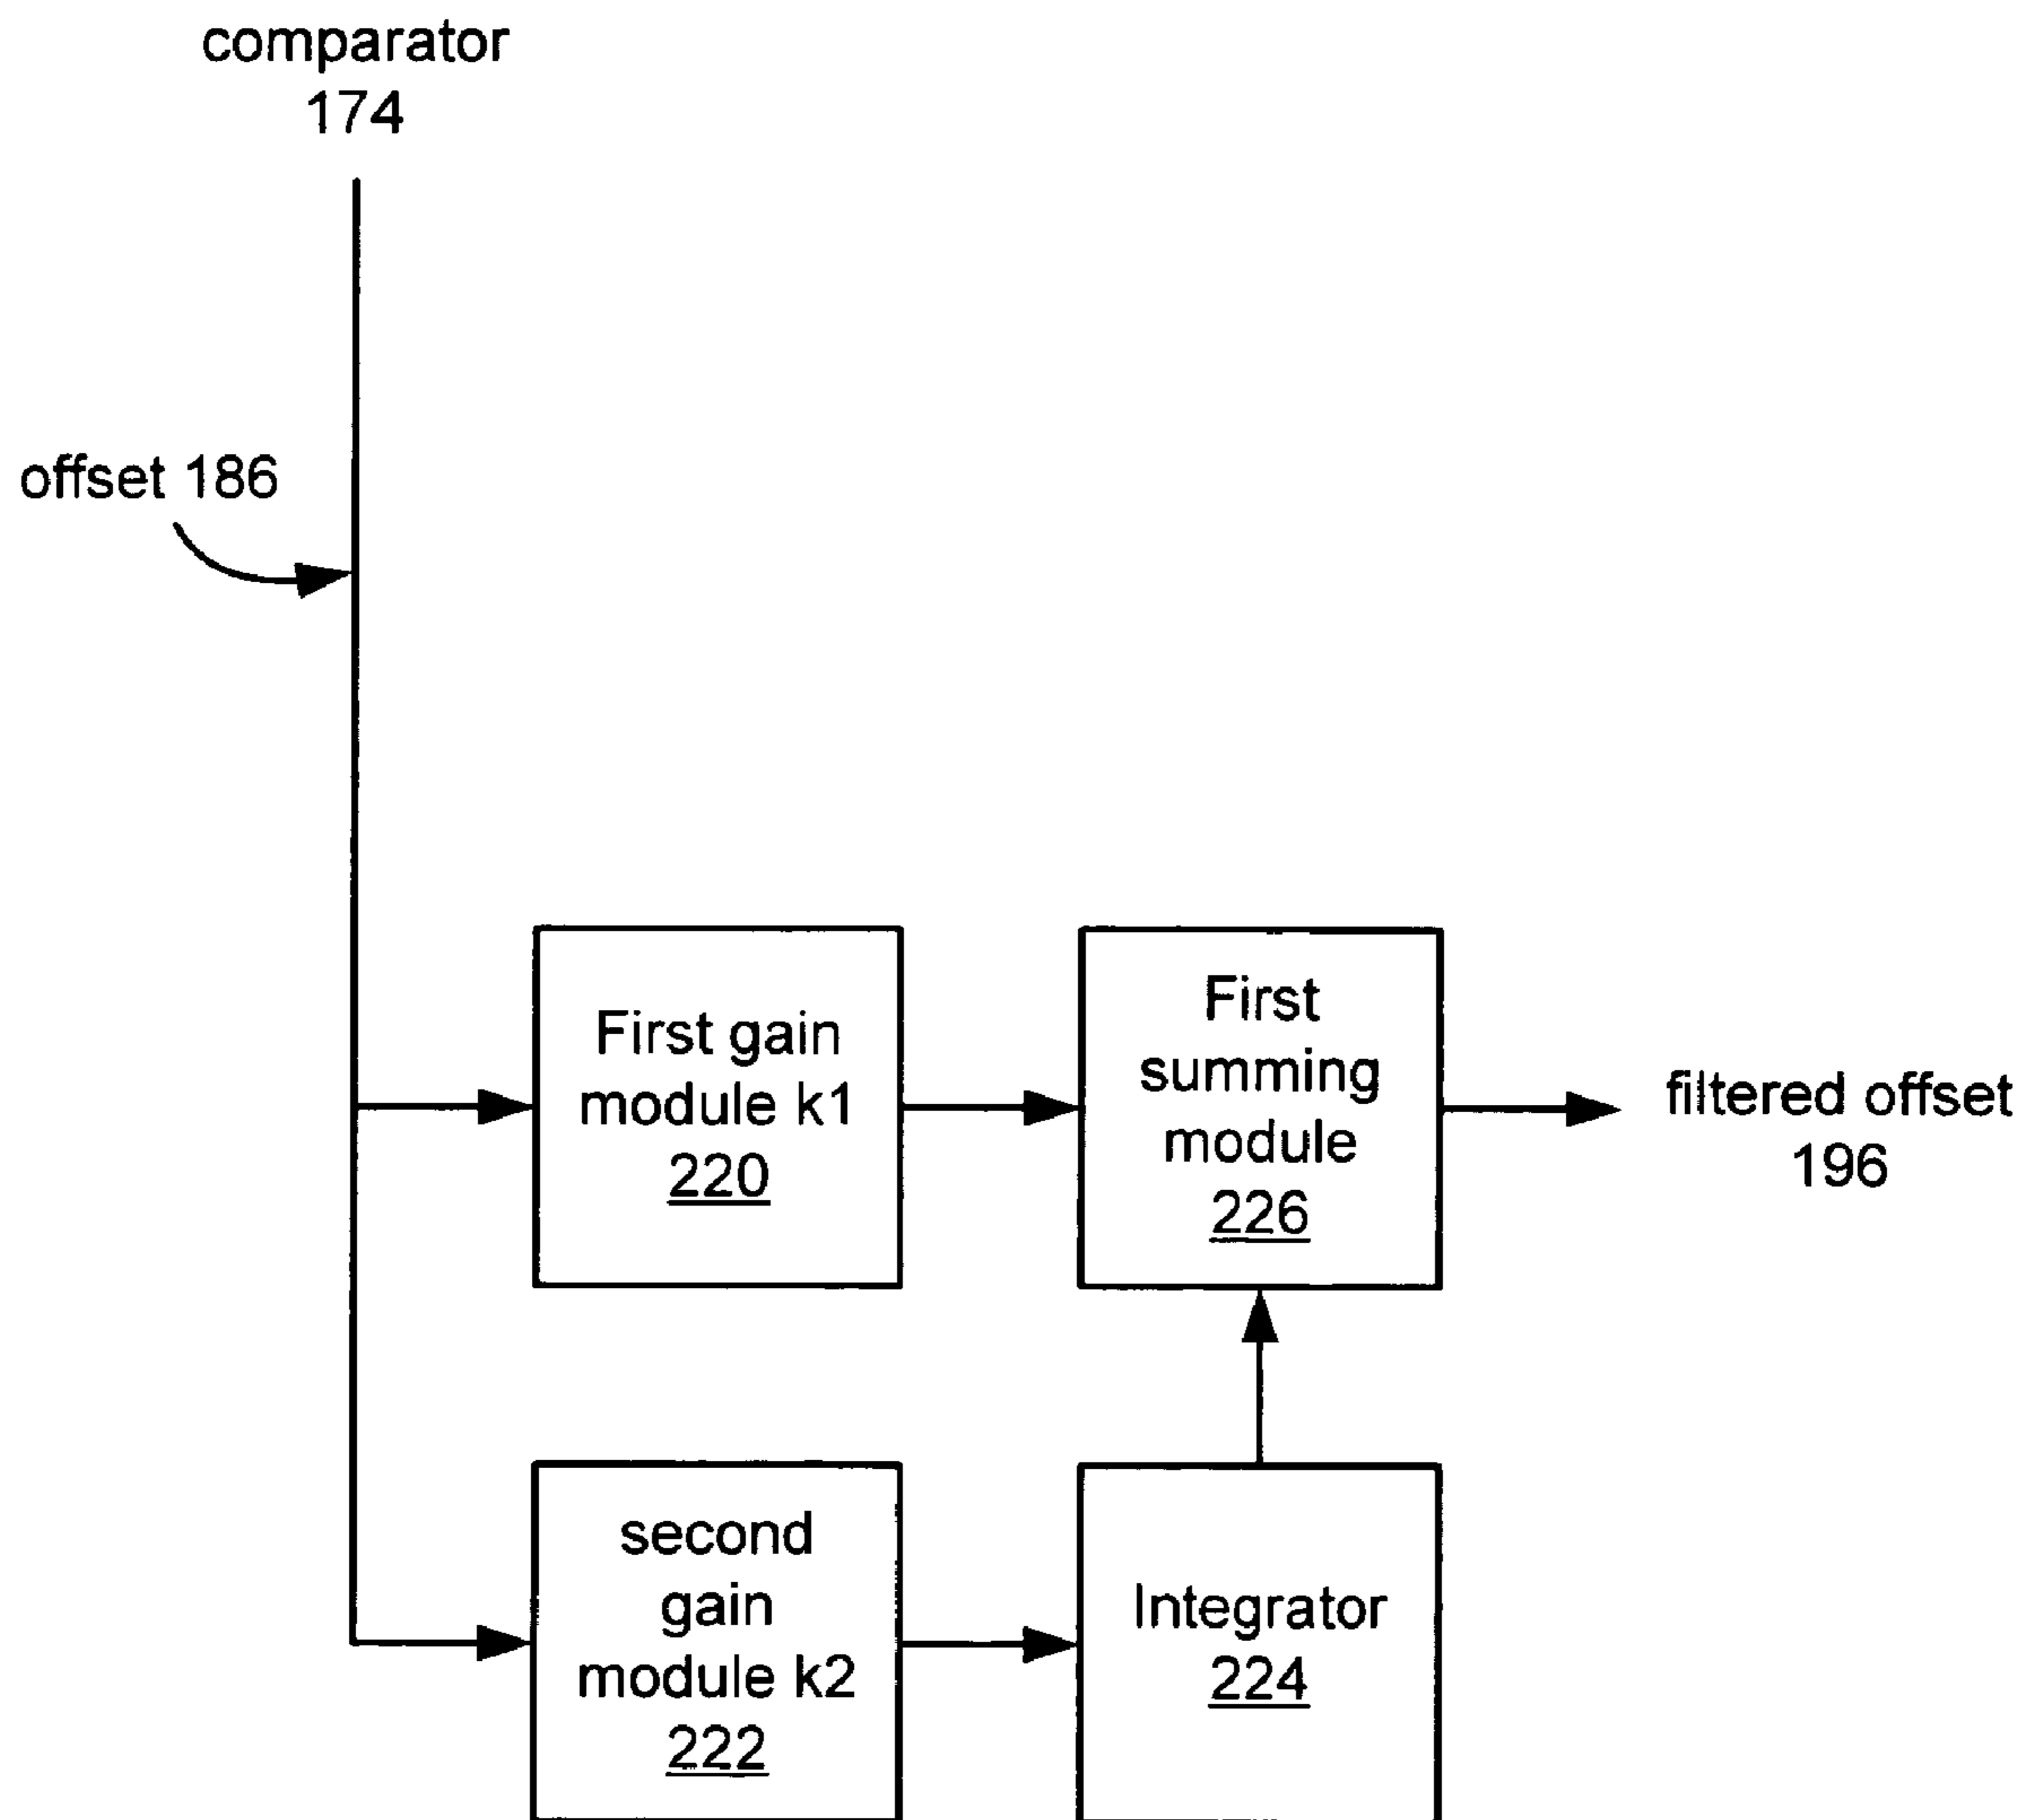 comparator
174
offset 186
First gain
module k1
220
First
summing
module
226
filtered offset
196
second
gain
module k2
222
Integrator
224